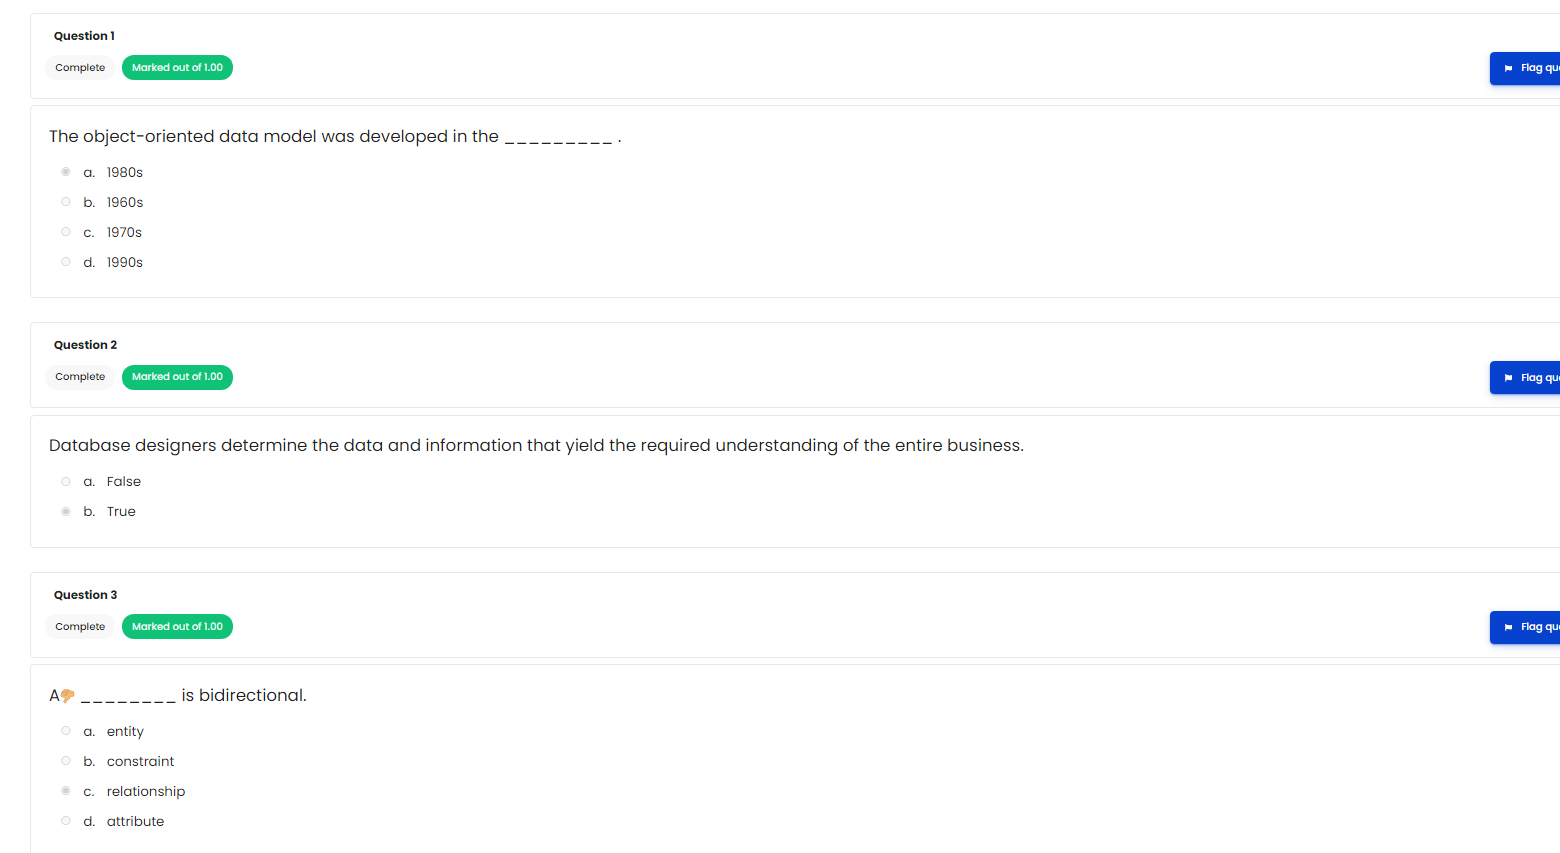 Question 1
Complete Marked out of 1.00 Flag qu
The object-oriented data model was developed in the _________ .
a. 1980s
b. 1960s
c. 1970s
d. 1990s
Question 2
Complete Marked out of 1.00 Flag qu
Database designers determine the data and information that yield the required understanding of the entire business.
a. False
b. True
Question 3
Complete Marked out of 1.00 Flag qu
A ________ is bidirectional.
a. entity
b. constraint
c. relationship
d. attribute